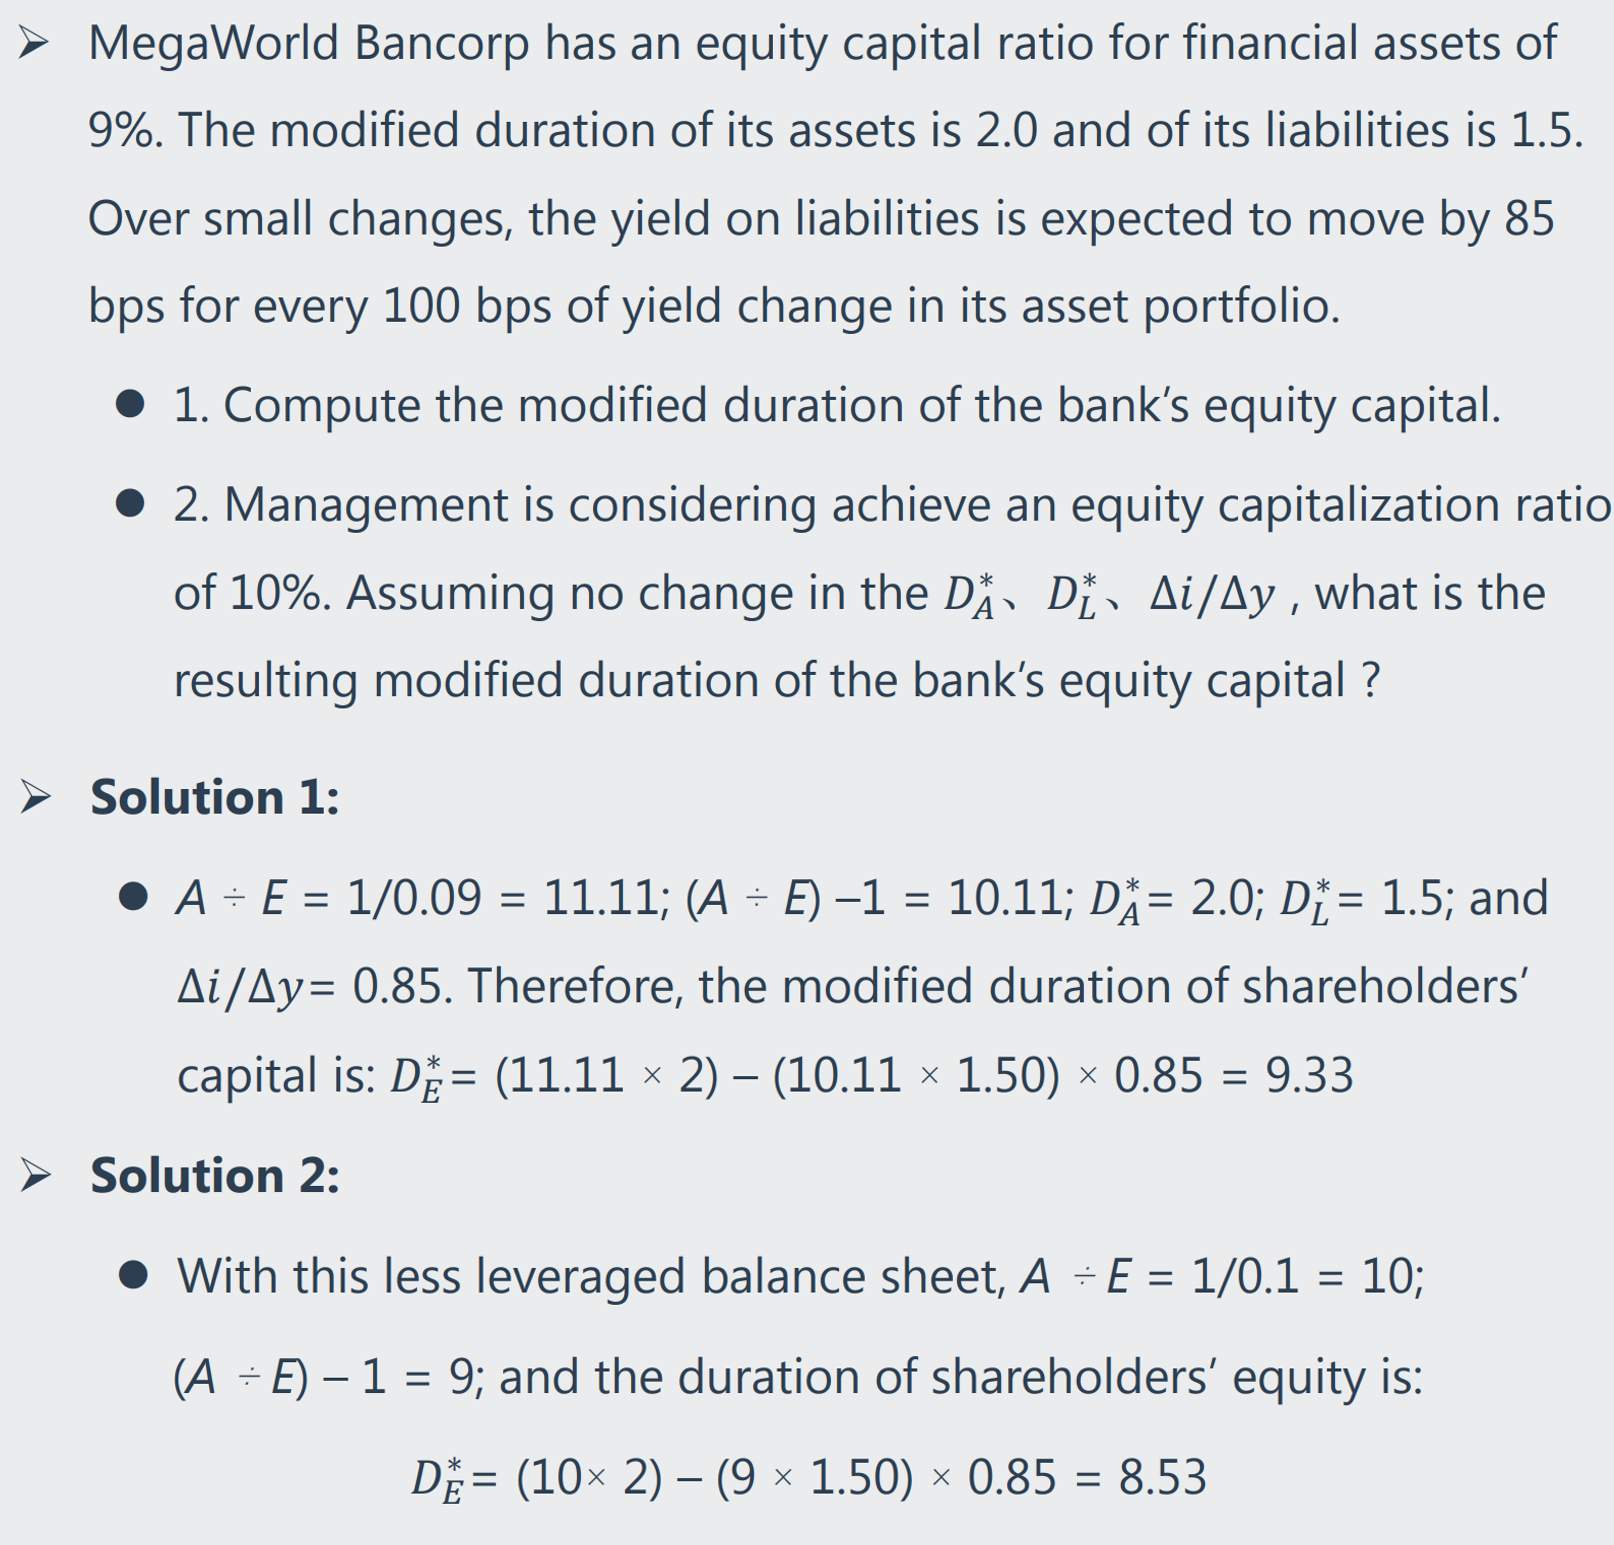 ➢ MegaWorld Bancorp has an equity capital ratio for financial assets of
9%. The modified duration of its assets is 2.0 and of its liabilities is 1.5.
Over small changes, the yield on liabilities is expected to move by 85
bps for every 100 bps of yield change in its asset portfolio.
● 1. Compute the modified duration of the bank’s equity capital.
● 2. Management is considering achieve an equity capitalization ratio
of 10%. Assuming no change in the $D_A^*$、$D_L^*$、Δi/Δy , what is the
resulting modified duration of the bank’s equity capital ?
➢ Solution 1:
● A ÷ E = 1/0.09 = 11.11; (A ÷ E) –1 = 10.11; $D_A^*$= 2.0; $D_L^*$= 1.5; and
Δi/Δy= 0.85. Therefore, the modified duration of shareholders’
capital is: $D_E^*$= (11.11 × 2) – (10.11 × 1.50) × 0.85 = 9.33
➢ Solution 2:
● With this less leveraged balance sheet, A ÷ E = 1/0.1 = 10;
(A ÷ E) – 1 = 9; and the duration of shareholders’ equity is:
$D_E^*$= (10× 2) – (9 × 1.50) × 0.85 = 8.53